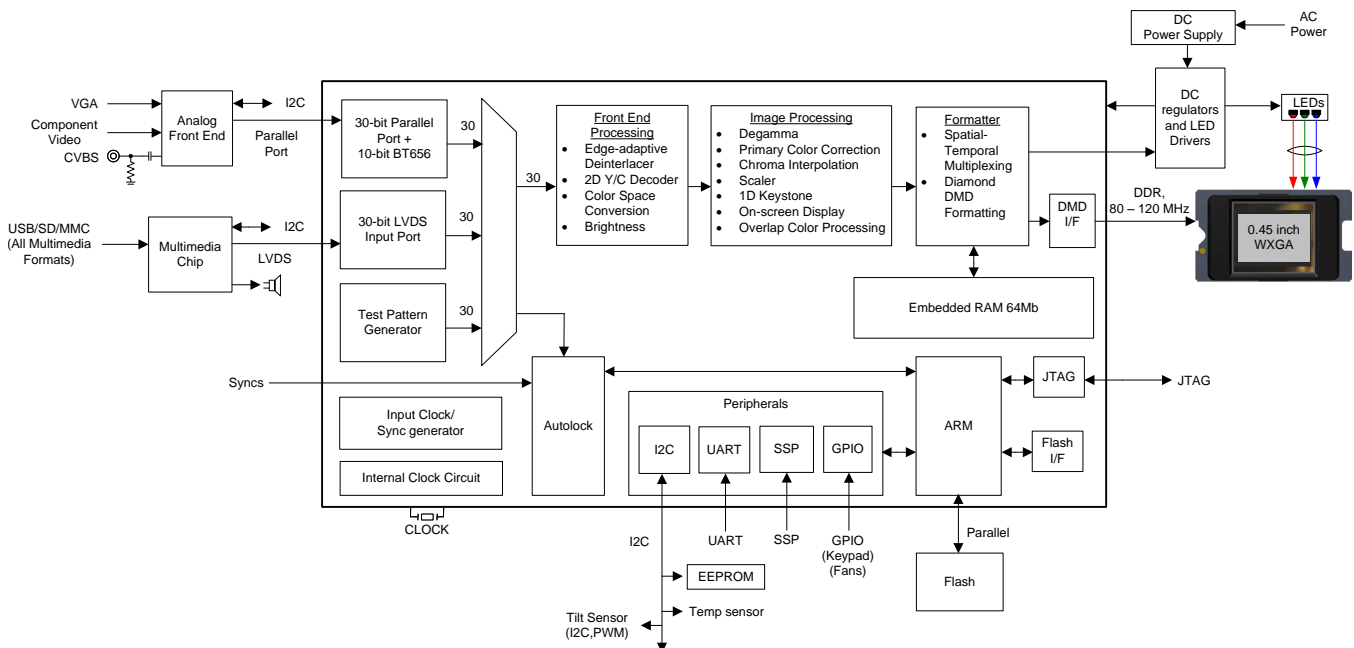 DC
Power Supply
AC
Power
VGA
Component
Video
CVBS
Analog
Front End
I2C
Parallel
Port
30-bit Parallel
Port +
10-bit BT656
30
30
Front End
Processing
• Edge-adaptive
Deinterlacer
• 2D Y/C Decoder
• Color Space
Conversion
• Brightness
Image Processing
• Degamma
• Primary Color Correction
• Chroma Interpolation
• Scaler
• 1D Keystone
• On-screen Display
• Overlap Color Processing
Formatter
• Spatial-
Temporal
Multiplexing
• Diamond
DMD
Formatting
DC
regulators
and LED
Drivers
LEDs
DMD
I/F
DDR,
80 – 120 MHz
0.45 inch
WXGA
USB/SD/MMC
(All Multimedia
Formats)
Multimedia
Chip
I2C
LVDS
30-bit LVDS
Input Port
30
Embedded RAM 64Mb
Test Pattern
Generator
30
Syncs
Autolock
Input Clock/
Sync generator
Internal Clock Circuit
CLOCK
Peripherals
I2C
UART
SSP
GPIO
ARM
JTAG
JTAG
Flash
I/F
I2C
UART
SSP
GPIO
(Keypad)
(Fans)
Parallel
Flash
EEPROM
Temp sensor
Tilt Sensor
(I2C,PWM)